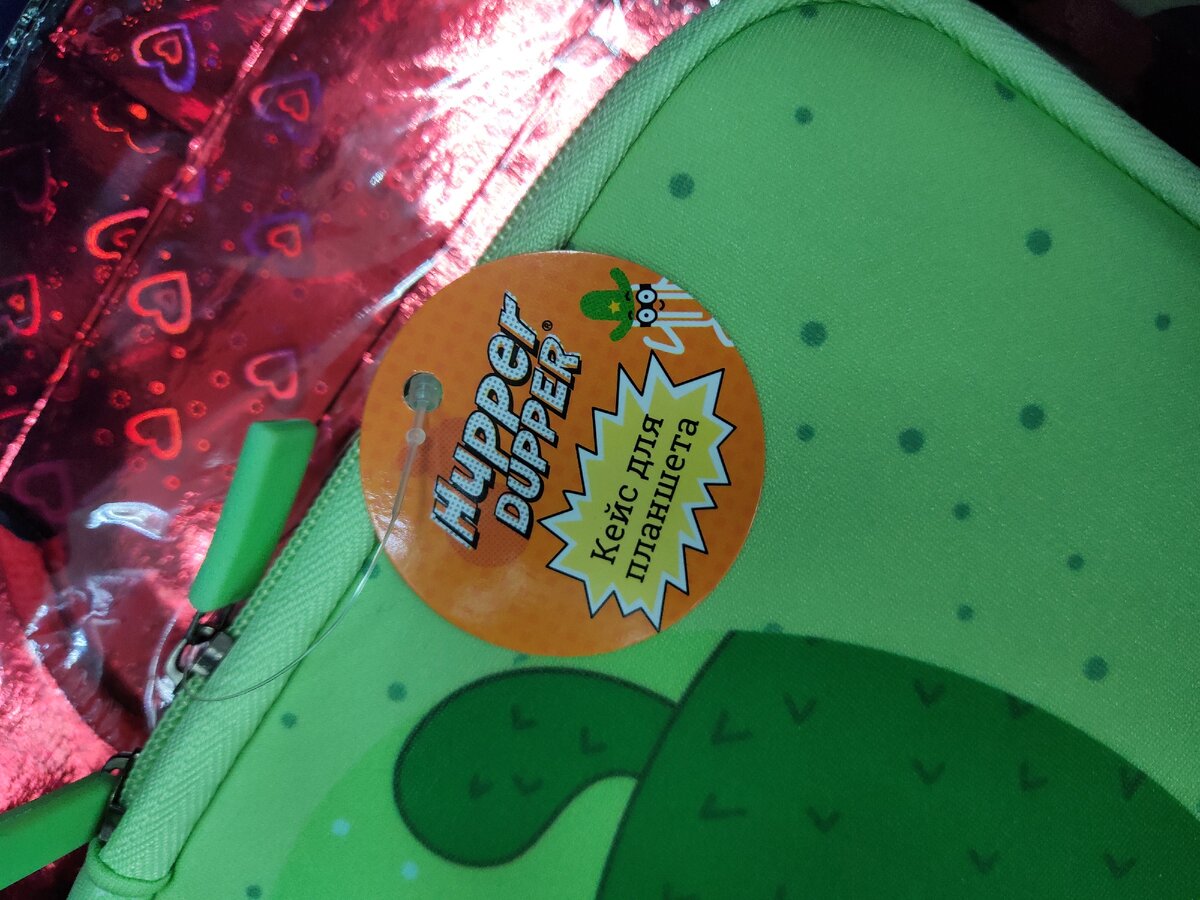 Hupper
DUPPER®
Кейс для
планшета